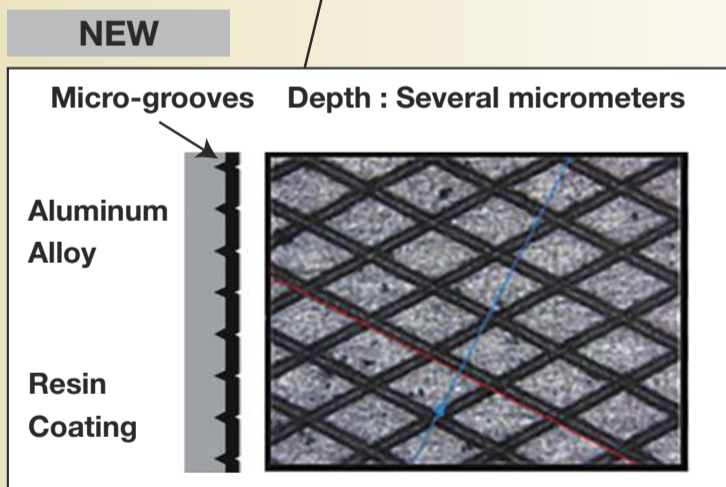 NEW
Micro-grooves Depth : Several micrometers
Aluminum
Alloy
Resin
Coating